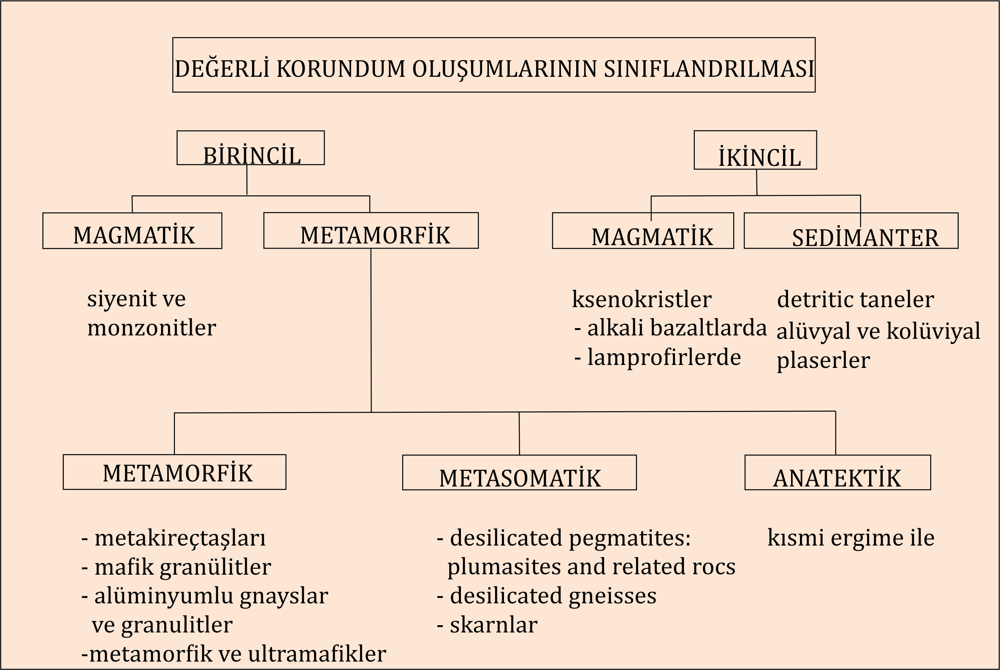 DEĞERLİ KORUNDUM OLUŞUMLARININ SINIFLANDRILMASI
BİRİNCİL
İKİNCİL
MAGMATİK
METAMORFİK
MAGMATİK
SEDİMANTER
siyenit ve
monzonitler
ksenokristler
- alkali bazaltlarda
- lamprofirlerde
detritic taneler
alüvyal ve kolüviyal
plaserler
METAMORFİK
METASOMATİK
ANATEKTİK
- metakireçtaşları
- mafik granülitler
- alüminyumlu gnayslar
ve granulitler
-metamorfik ve ultramafikler
- desilicated pegmatites:
plumasites and related rocs
- desilicated gneisses
- skarnlar
kısmi ergime ile